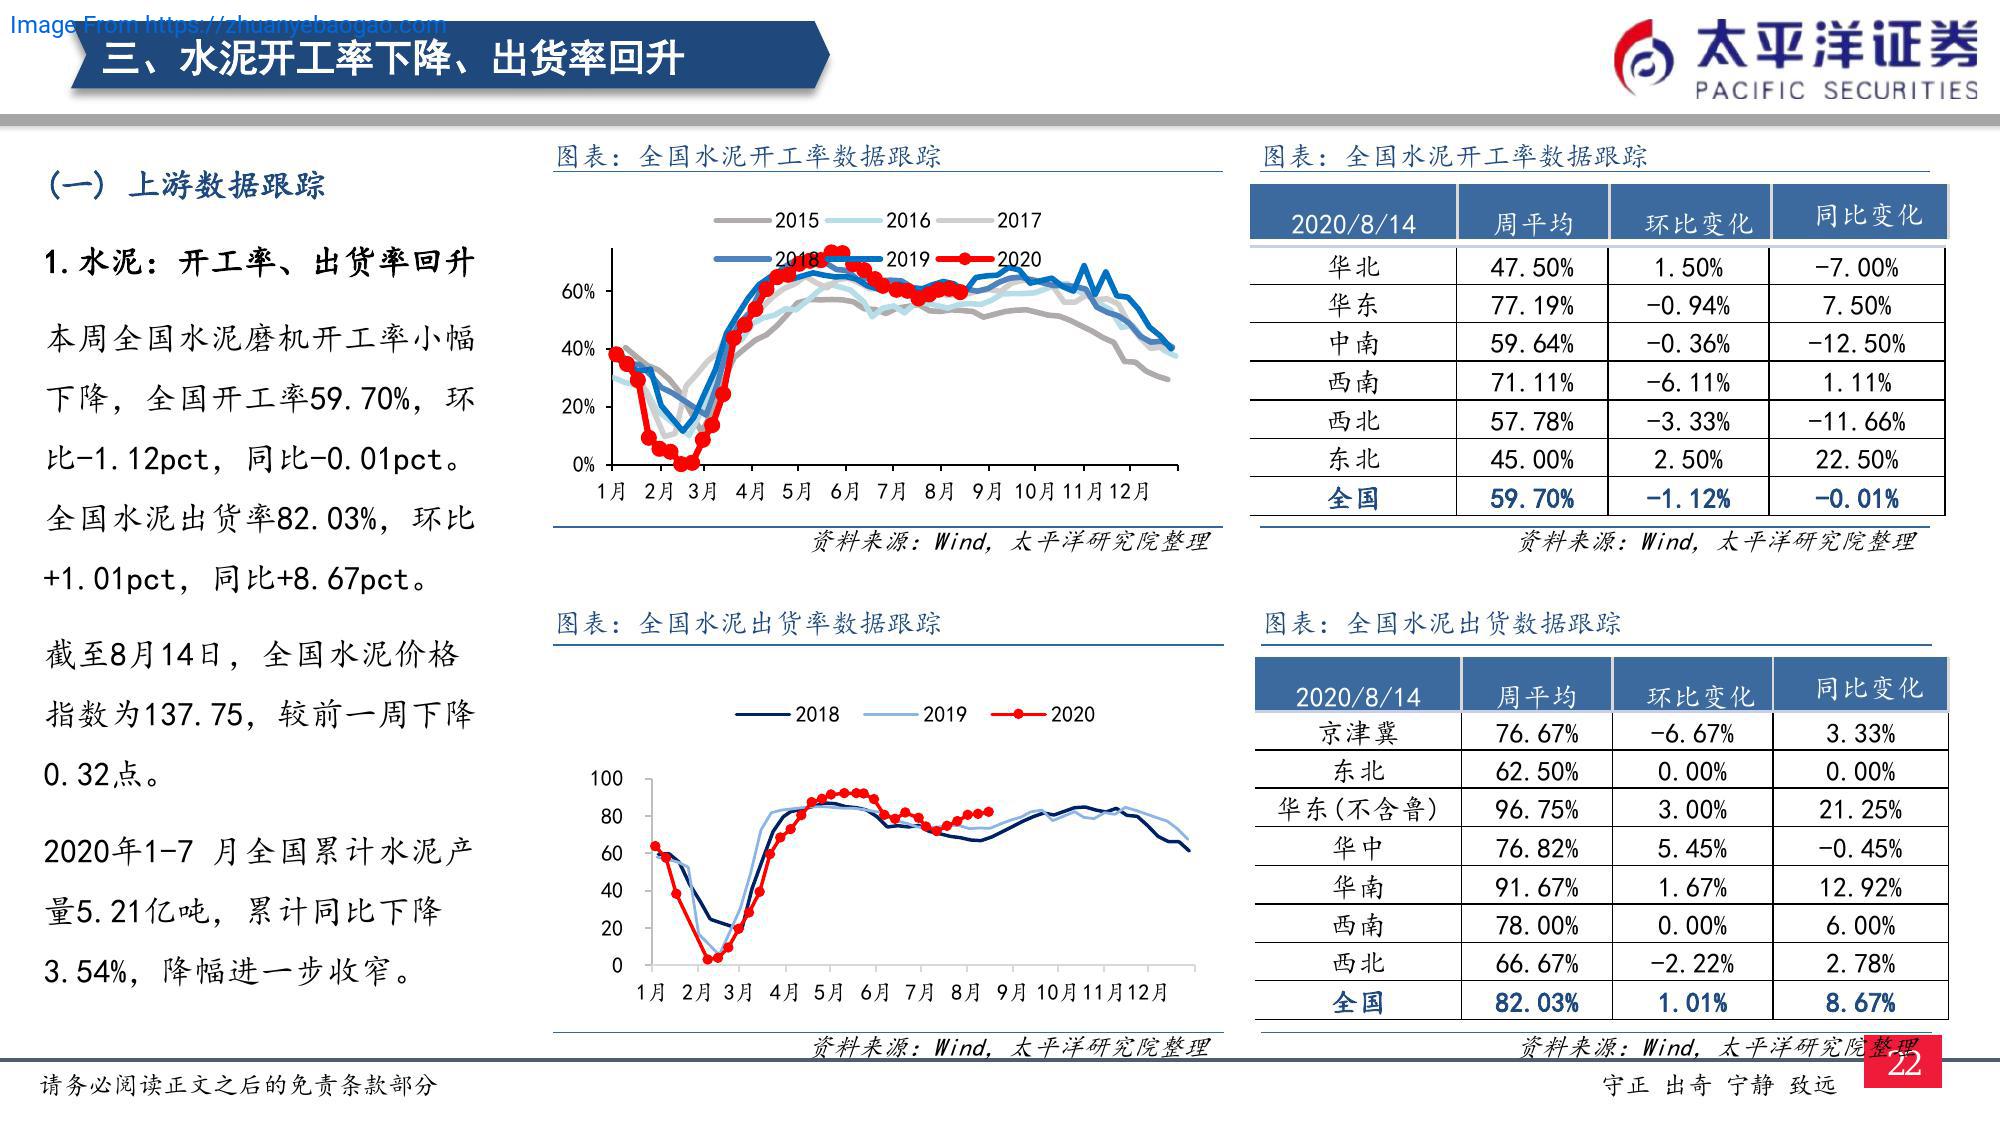 Image From https://zhuanyebaogao.com
三、水泥开工率下降、出货率回升
太平洋证券
PACIFIC SECURITIES
(一) 上游数据跟踪
1.水泥：开工率、出货率回升
本周全国水泥磨机开工率小幅
下降，全国开工率59.70%，环
比-1.12pct，同比-0.01pct。
全国水泥出货率82.03%，环比
+1.01pct，同比+8.67pct。
截至8月14日，全国水泥价格
指数为137.75，较前一周下降
0.32点。
2020年1-7 月全国累计水泥产
量5.21亿吨，累计同比下降
3.54%，降幅进一步收窄。
图表：全国水泥开工率数据跟踪
2015 2016 2017
2018 2019 2020
60%
40%
20%
0%
1月 2月 3月 4月 5月 6月 7月 8月 9月 10月 11月 12月
资料来源：Wind，太平洋研究院整理
图表：全国水泥开工率数据跟踪
2020/8/14 周平均 环比变化 同比变化
华北 47.50% 1.50% -7.00%
华东 77.19% -0.94% 7.50%
中南 59.64% -0.36% -12.50%
西南 71.11% -6.11% 1.11%
西北 57.78% -3.33% -11.66%
东北 45.00% 2.50% 22.50%
全国 59.70% -1.12% -0.01%
资料来源：Wind，太平洋研究院整理
图表：全国水泥出货率数据跟踪
2018 2019 2020
100
80
60
40
20
0
1月 2月 3月 4月 5月 6月 7月 8月 9月 10月 11月 12月
资料来源：Wind，太平洋研究院整理
图表：全国水泥出货数据跟踪
2020/8/14 周平均 环比变化 同比变化
京津冀 76.67% -6.67% 3.33%
东北 62.50% 0.00% 0.00%
华东(不含鲁) 96.75% 3.00% 21.25%
华中 76.82% 5.45% -0.45%
华南 91.67% 1.67% 12.92%
西南 78.00% 0.00% 6.00%
西北 66.67% -2.22% 2.78%
全国 82.03% 1.01% 8.67%
资料来源：Wind，太平洋研究院整理
请务必阅读正文之后的免责条款部分
守正 出奇 宁静 致远
22